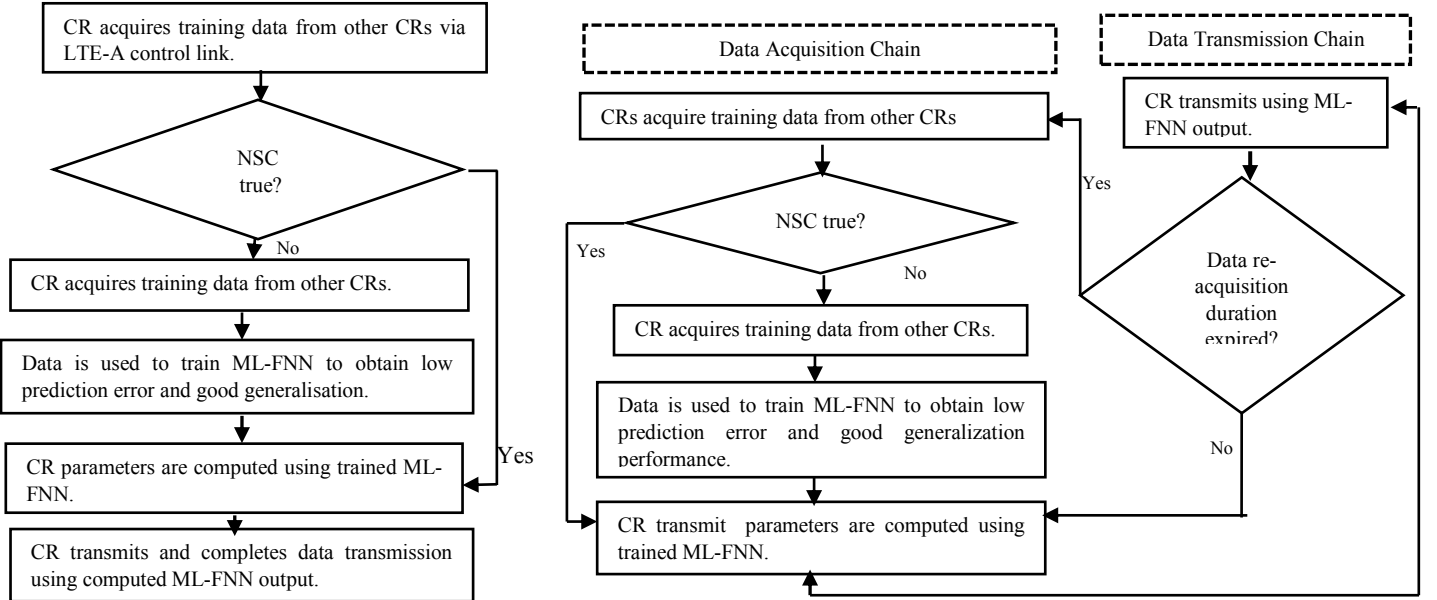 CR acquires training data from other CRs via
LTE-A control link.
NSC
true?
No
CR acquires training data from other CRs.
Data is used to train ML-FNN to obtain low
prediction error and good generalisation.
Yes
CR parameters are computed using trained ML-
FNN.
CR transmits and completes data transmission
using computed ML-FNN output.
Data Acquisition Chain
CRs acquire training data from other CRs
NSC true?
Yes
No
CR acquires training data from other CRs.
Data is used to train ML-FNN to obtain low
prediction error and good generalization
performance.
CR transmit parameters are computed using
trained ML-FNN.
Data Transmission Chain
CR transmits using ML-
FNN output.
Yes
Data re-
acquisition
duration
expired?
No